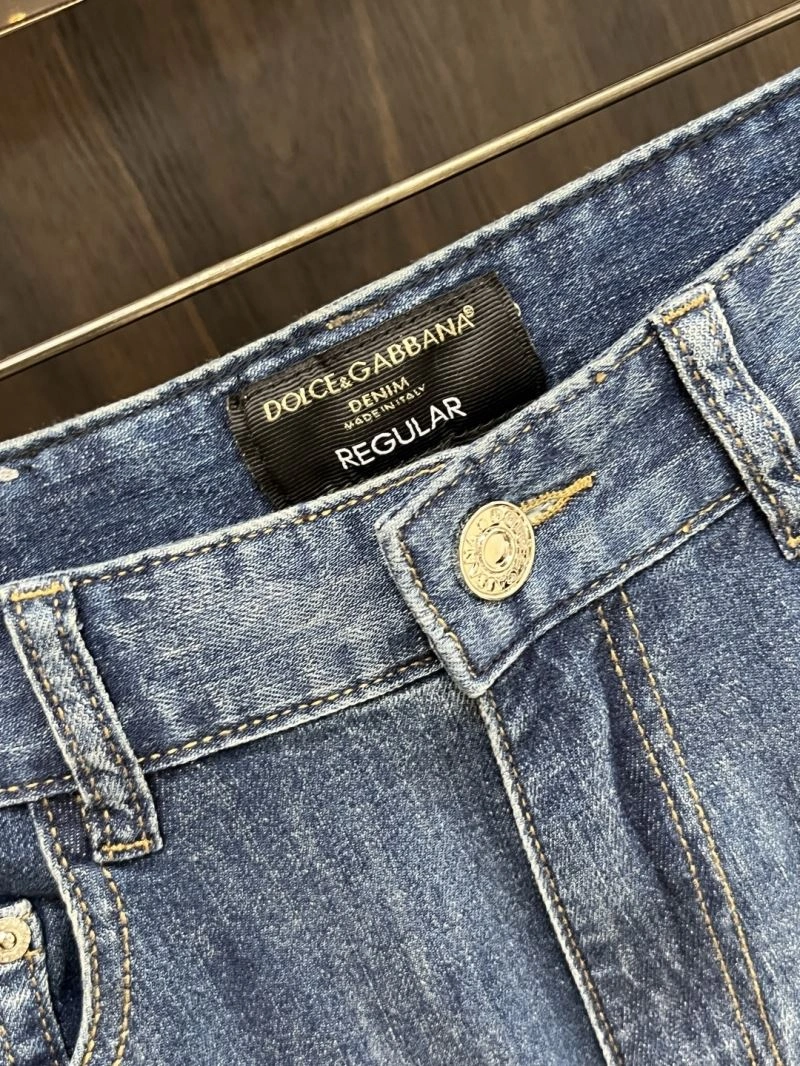 DOLCE&GABBANA®
DENIM
MADE IN ITALY
REGULAR